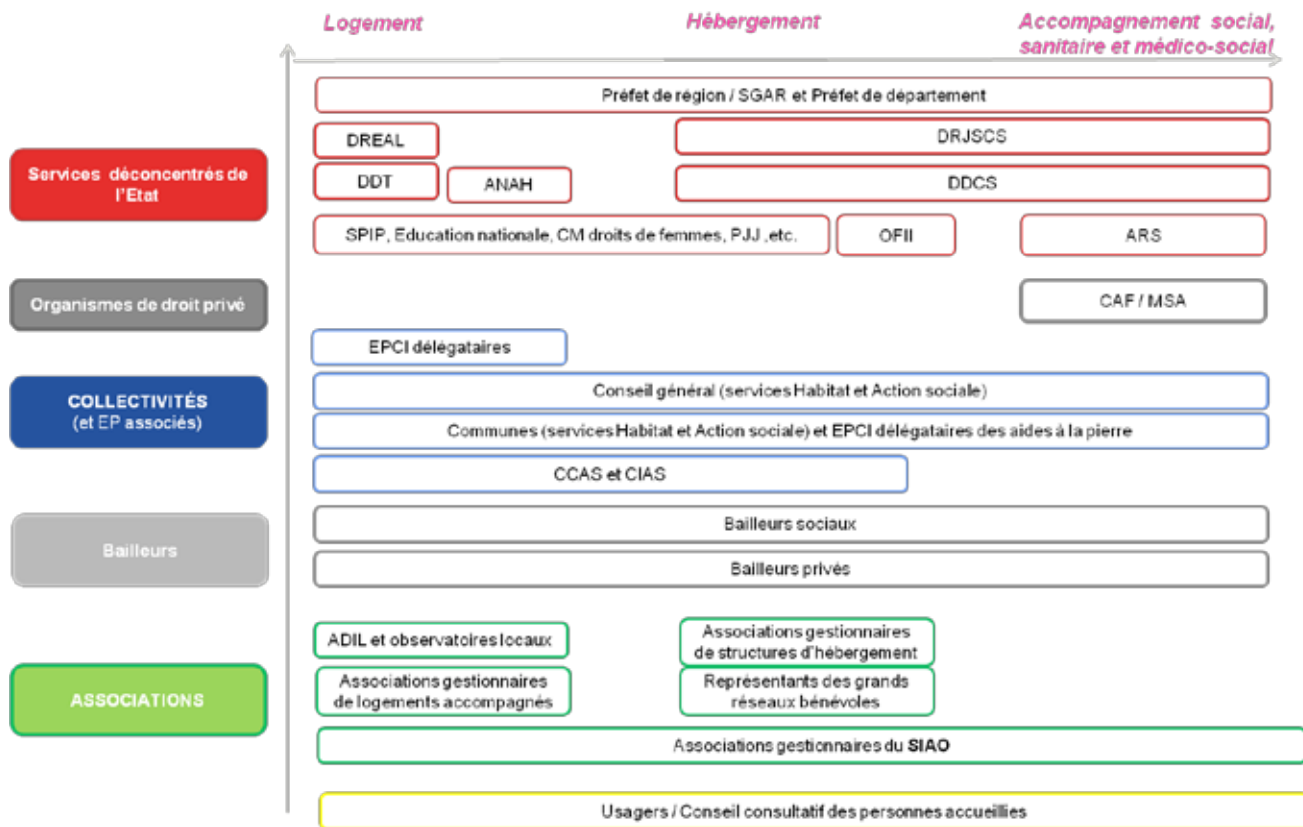 Logement
Hébergement
Accompagnement social,
sanitaire et médico-social
Préfet de région / SGAR et Préfet de département
DREAL
DRJSCS
Services déconcentrés de
l'Etat
DDT
ANAH
DDCS
SPIP, Education nationale, CM droits de femmes, PJJ ,etc.
OFII
ARS
Organismes de droit privé
CAF / MSA
EPCI délégataires
COLLECTIVITÉS
(et EP associés)
Conseil général (services Habitat et Action sociale)
Communes (services Habitat et Action sociale) et EPCI délégataires des aides à la pierre
CCAS et CIAS
Bailleurs
Bailleurs sociaux
Bailleurs privés
ADIL et observatoires locaux
Associations gestionnaires
de structures d'hébergement
ASSOCIATIONS
Associations gestionnaires
de logements accompagnés
Représentants des grands
réseaux bénévoles
Associations gestionnaires du SIAO
Usagers / Conseil consultatif des personnes accueillies